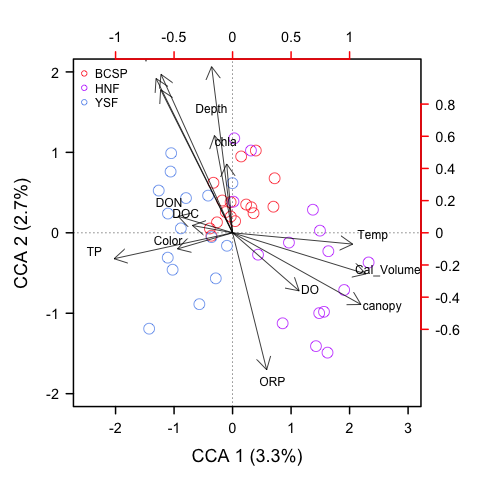 -1 -0.5 0 0.5 1
BCSP
HNF
YSF
Depth
chla
DON
DOC
Color
TP
Temp
Cal_Volume
DO
canopy
ORP
2
1
0
-1
-2
0.8
0.6
0.4
0.2
0
-0.2
-0.4
-0.6
CCA 2 (2.7%)
-2 -1 0 1 2 3
CCA 1 (3.3%)